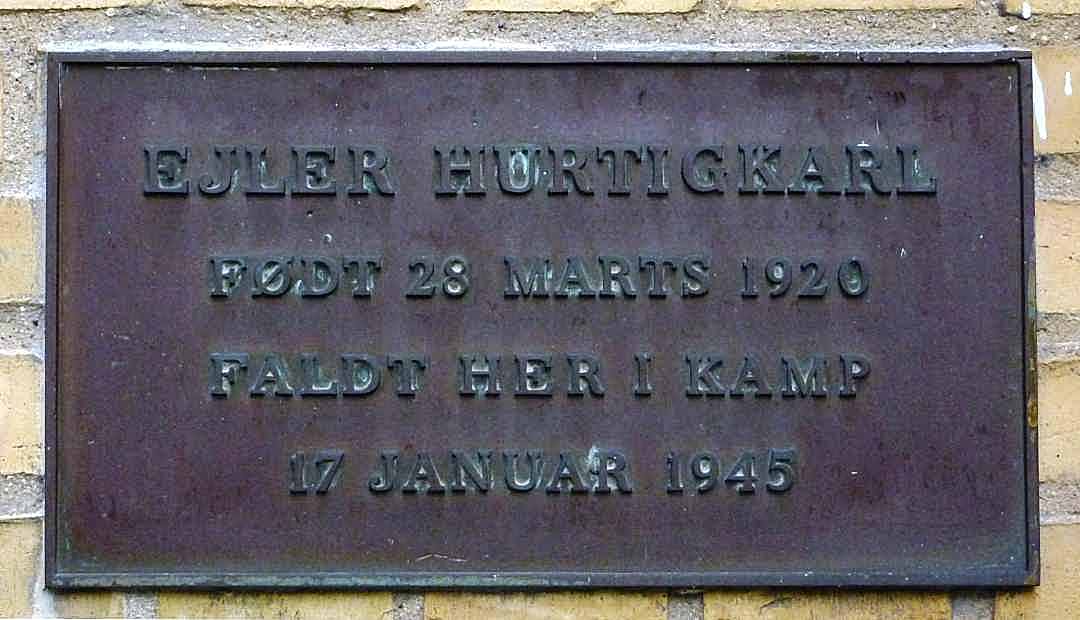 EJLER HURTIGKARL
FØDT 28 MARTS 1920
FALDT HER I KAMP
17 JANUAR 1945